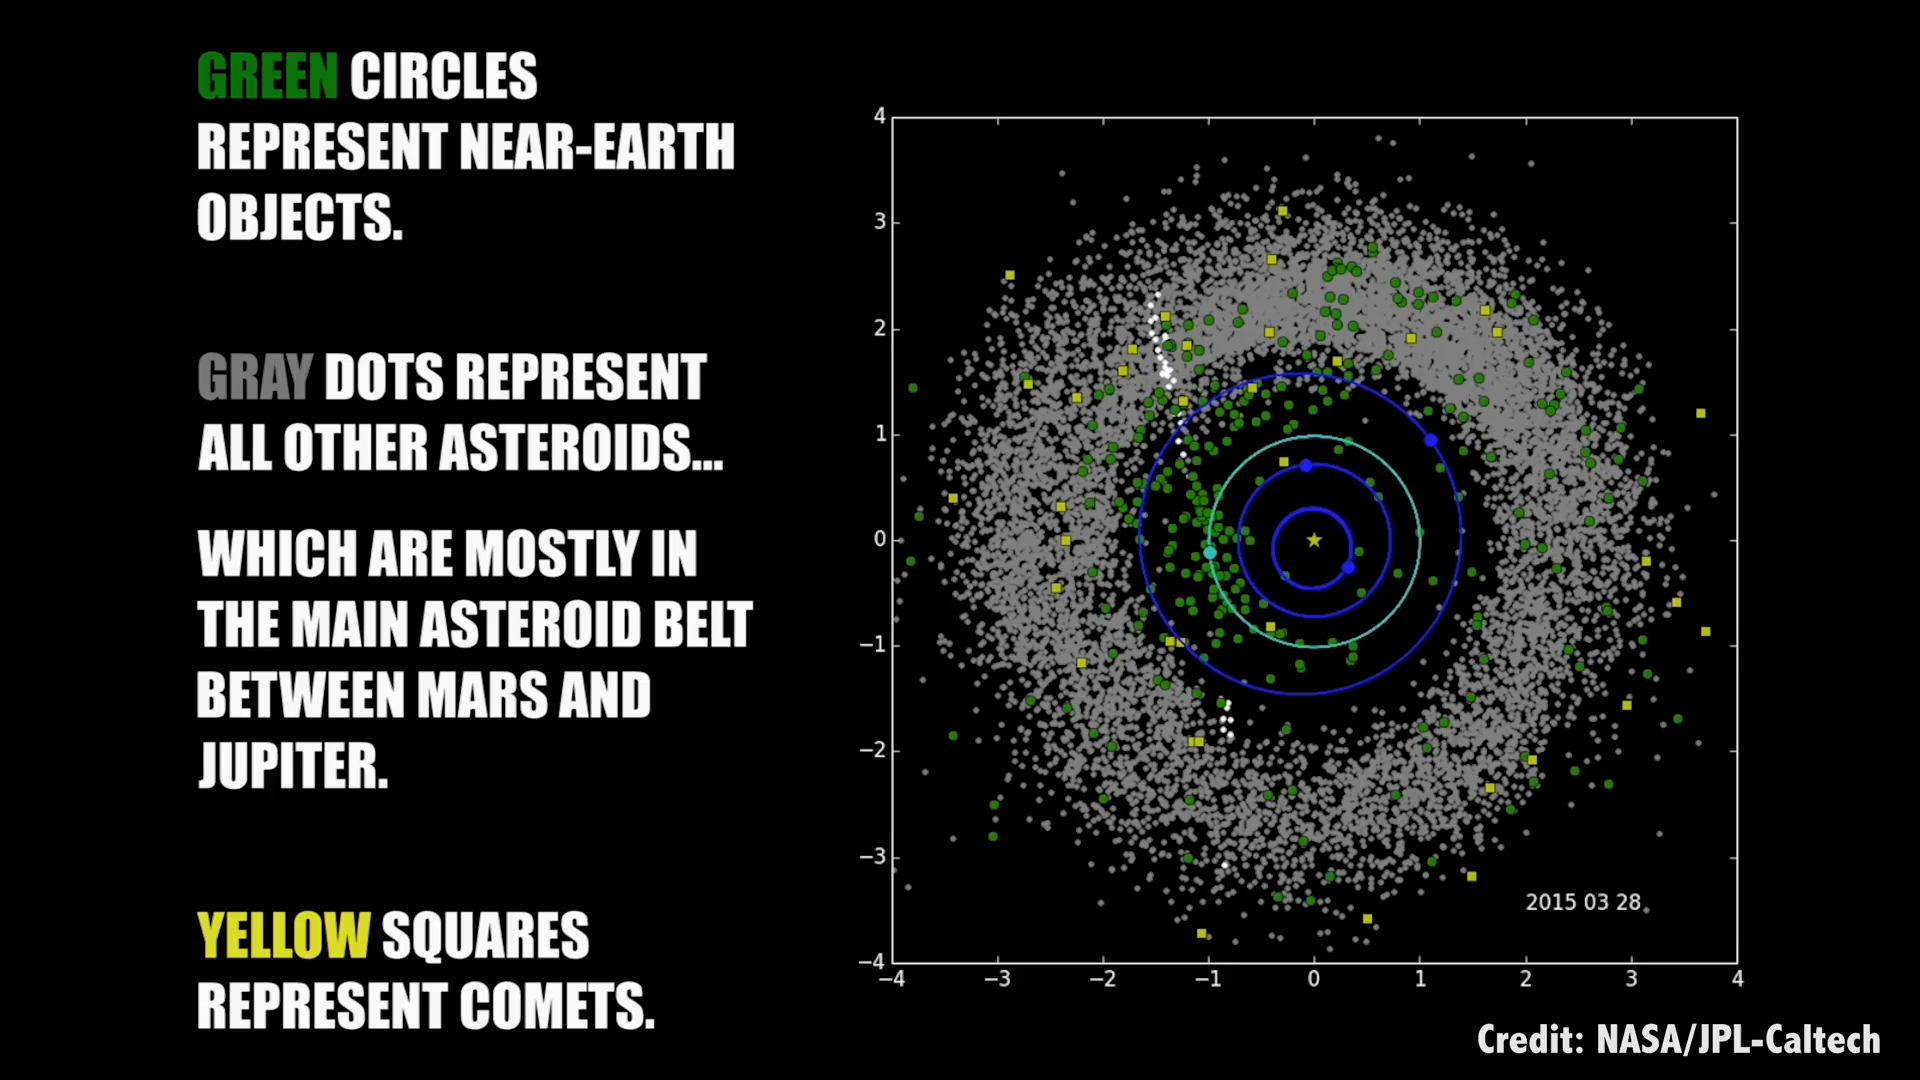 GREEN CIRCLES
REPRESENT NEAR-EARTH
OBJECTS.
GRAY DOTS REPRESENT
ALL OTHER ASTEROIDS...
WHICH ARE MOSTLY IN
THE MAIN ASTEROID BELT
BETWEEN MARS AND
JUPITER.
YELLOW SQUARES
REPRESENT COMETS.
4
3
2
1
0
−1
−2
−3
−4
−4 −3 −2 −1 0 1 2 3 4
2015 03 28
Credit: NASA/JPL-Caltech